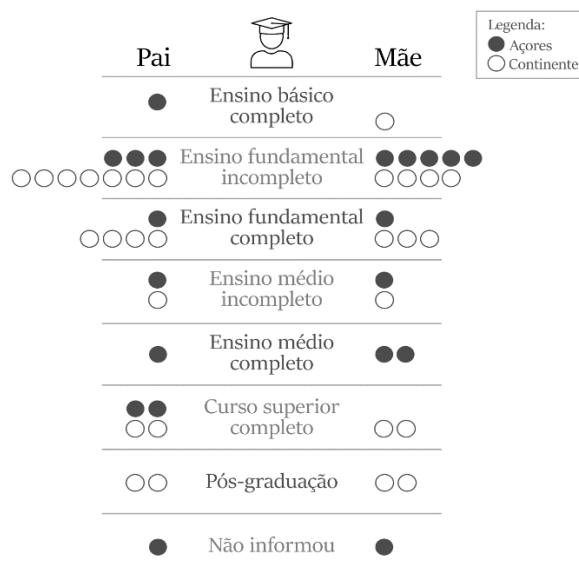 Legenda:
Açores
Continente
Pai
Mãe
Ensino básico
completo
Ensino fundamental
incompleto
Ensino fundamental
completo
Ensino médio
incompleto
Ensino médio
completo
Curso superior
completo
Pós-graduação
Não informou